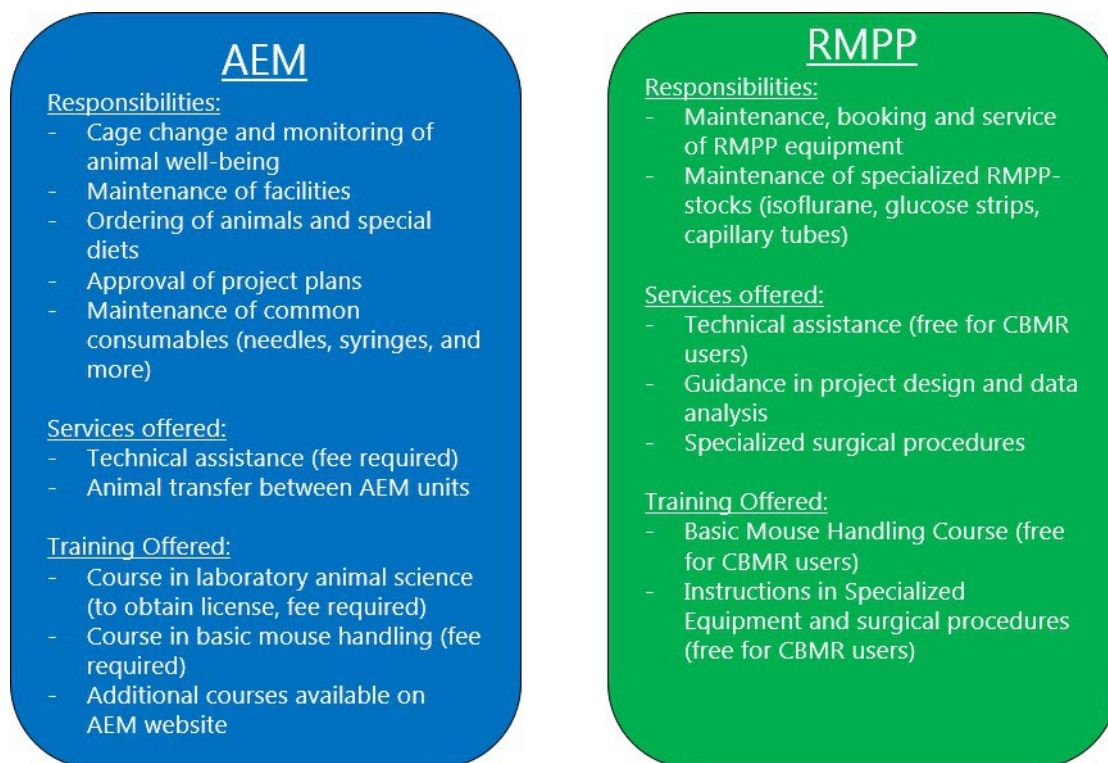 AEM
Responsibilities:
- Cage change and monitoring of
animal well-being
- Maintenance of facilities
- Ordering of animals and special
diets
- Approval of project plans
- Maintenance of common
consumables (needles, syringes, and
more)
Services offered:
- Technical assistance (fee required)
- Animal transfer between AEM units
Training Offered:
- Course in laboratory animal science
(to obtain license, fee required)
- Course in basic mouse handling (fee
required)
- Additional courses available on
AEM website
RMPP
Responsibilities:
- Maintenance, booking and service
of RMPP equipment
- Maintenance of specialized RMPP-
stocks (isoflurane, glucose strips,
capillary tubes)
Services offered:
- Technical assistance (free for CBMR
users)
- Guidance in project design and data
analysis
- Specialized surgical procedures
Training Offered:
- Basic Mouse Handling Course (free
for CBMR users)
- Instructions in Specialized
Equipment and surgical procedures
(free for CBMR users)